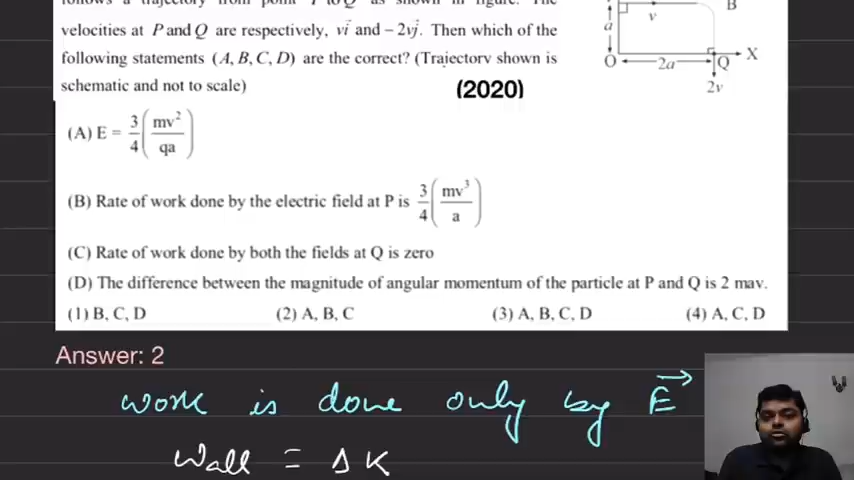 follows a trajectory from point P to Q as shown in figure. The
velocities at P and Q are respectively, vi⃗ and − 2vj⃗. Then which of the
following statements (A, B, C, D) are the correct? (Trajectory shown is
schematic and not to scale)
(2020)
a
v
B
O
2a
Q
X
2v
(A) E = 3/4 (mv²/qa)
(B) Rate of work done by the electric field at P is 3/4 (mv³/a)
(C) Rate of work done by both the fields at Q is zero
(D) The difference between the magnitude of angular momentum of the particle at P and Q is 2 mav.
(1) B, C, D (2) A, B, C (3) A, B, C, D (4) A, C, D
Answer: 2
work is done only by E⃗
Wall = ΔK